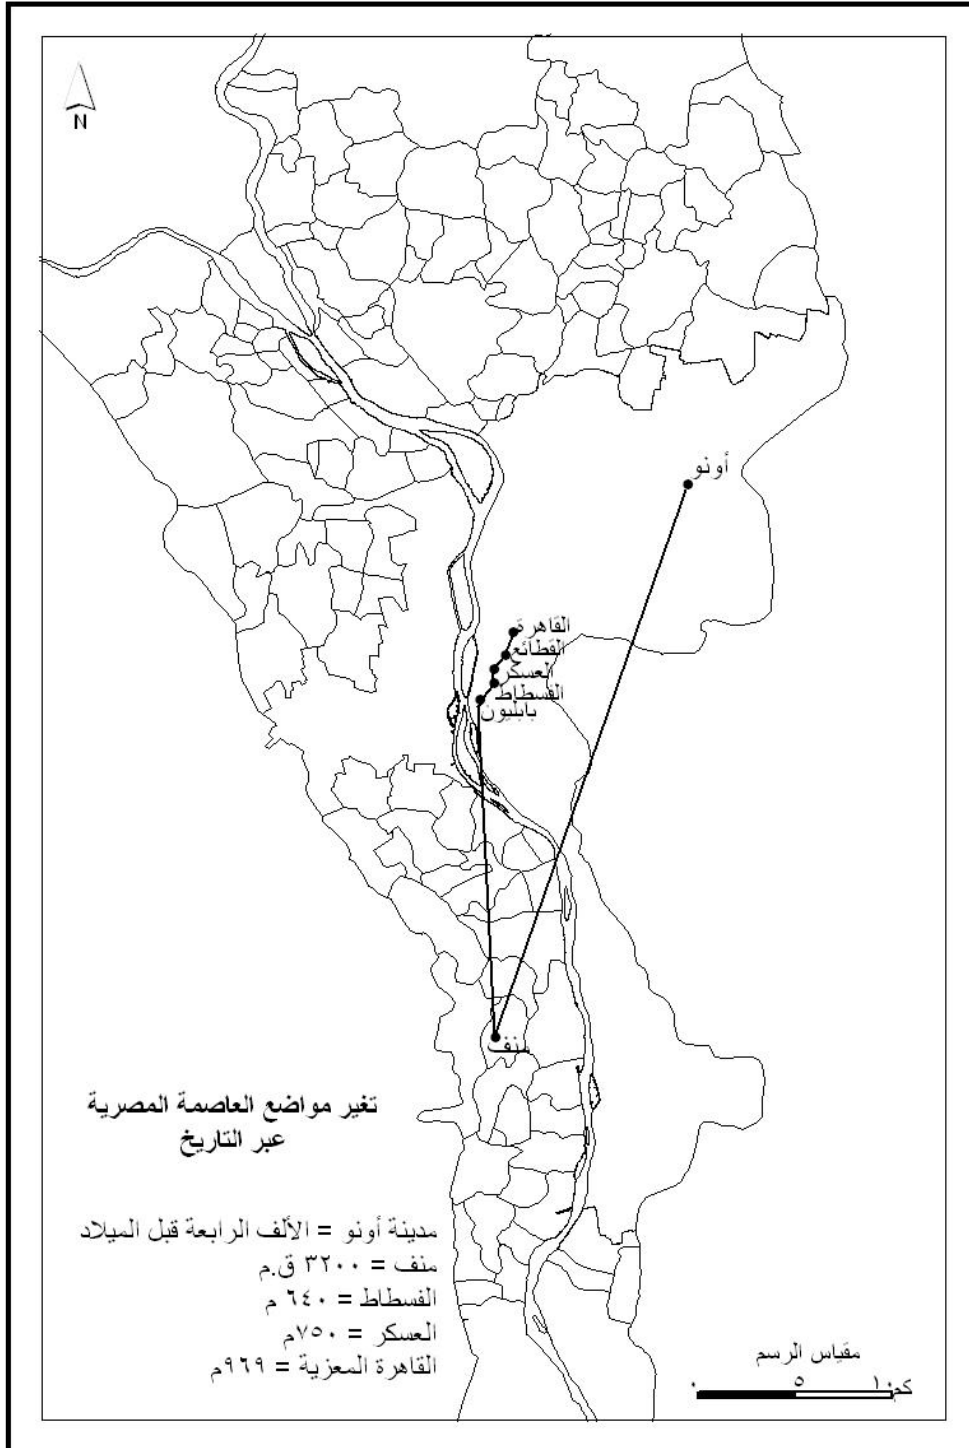 N
أونو
القاهرة
القطائع
العسكر
الفسطاط
بابليون
منف
تغير مواضع العاصمة المصرية
عبر التاريخ
مدينة أونو = الألف الرابعة قبل الميلاد
منف = ٣٢٠٠ ق.م
الفسطاط = ٦٤٠ م
العسكر = ٧٥٠م
القاهرة المعزية = ٩٦٩م
مقياس الرسم
٠ ٥ ١٠ كم